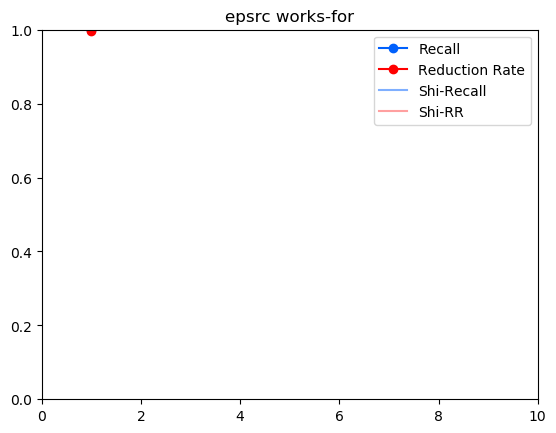 epsrc works-for
1.0
0.8
0.6
0.4
0.2
0.0
0 2 4 6 8 10
Recall
Reduction Rate
Shi-Recall
Shi-RR